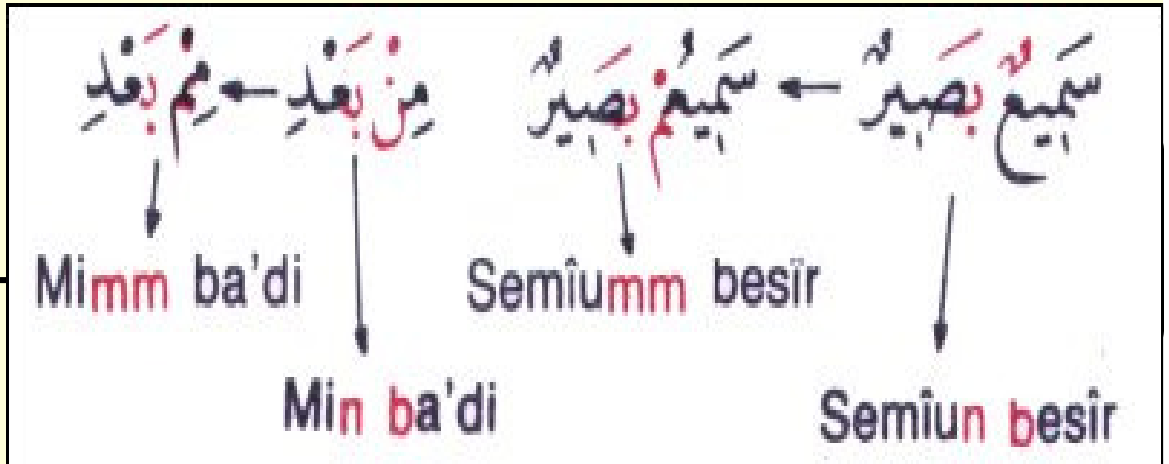 سَمِيعٌ بَصِيرٌ ← سَمِيعُمْ بَصِيرٌ مِنْ بَعْدِ ← مِمْ بَعْدِ
Mimm ba'di Semîumm besîr
Min ba'di Semîun besîr